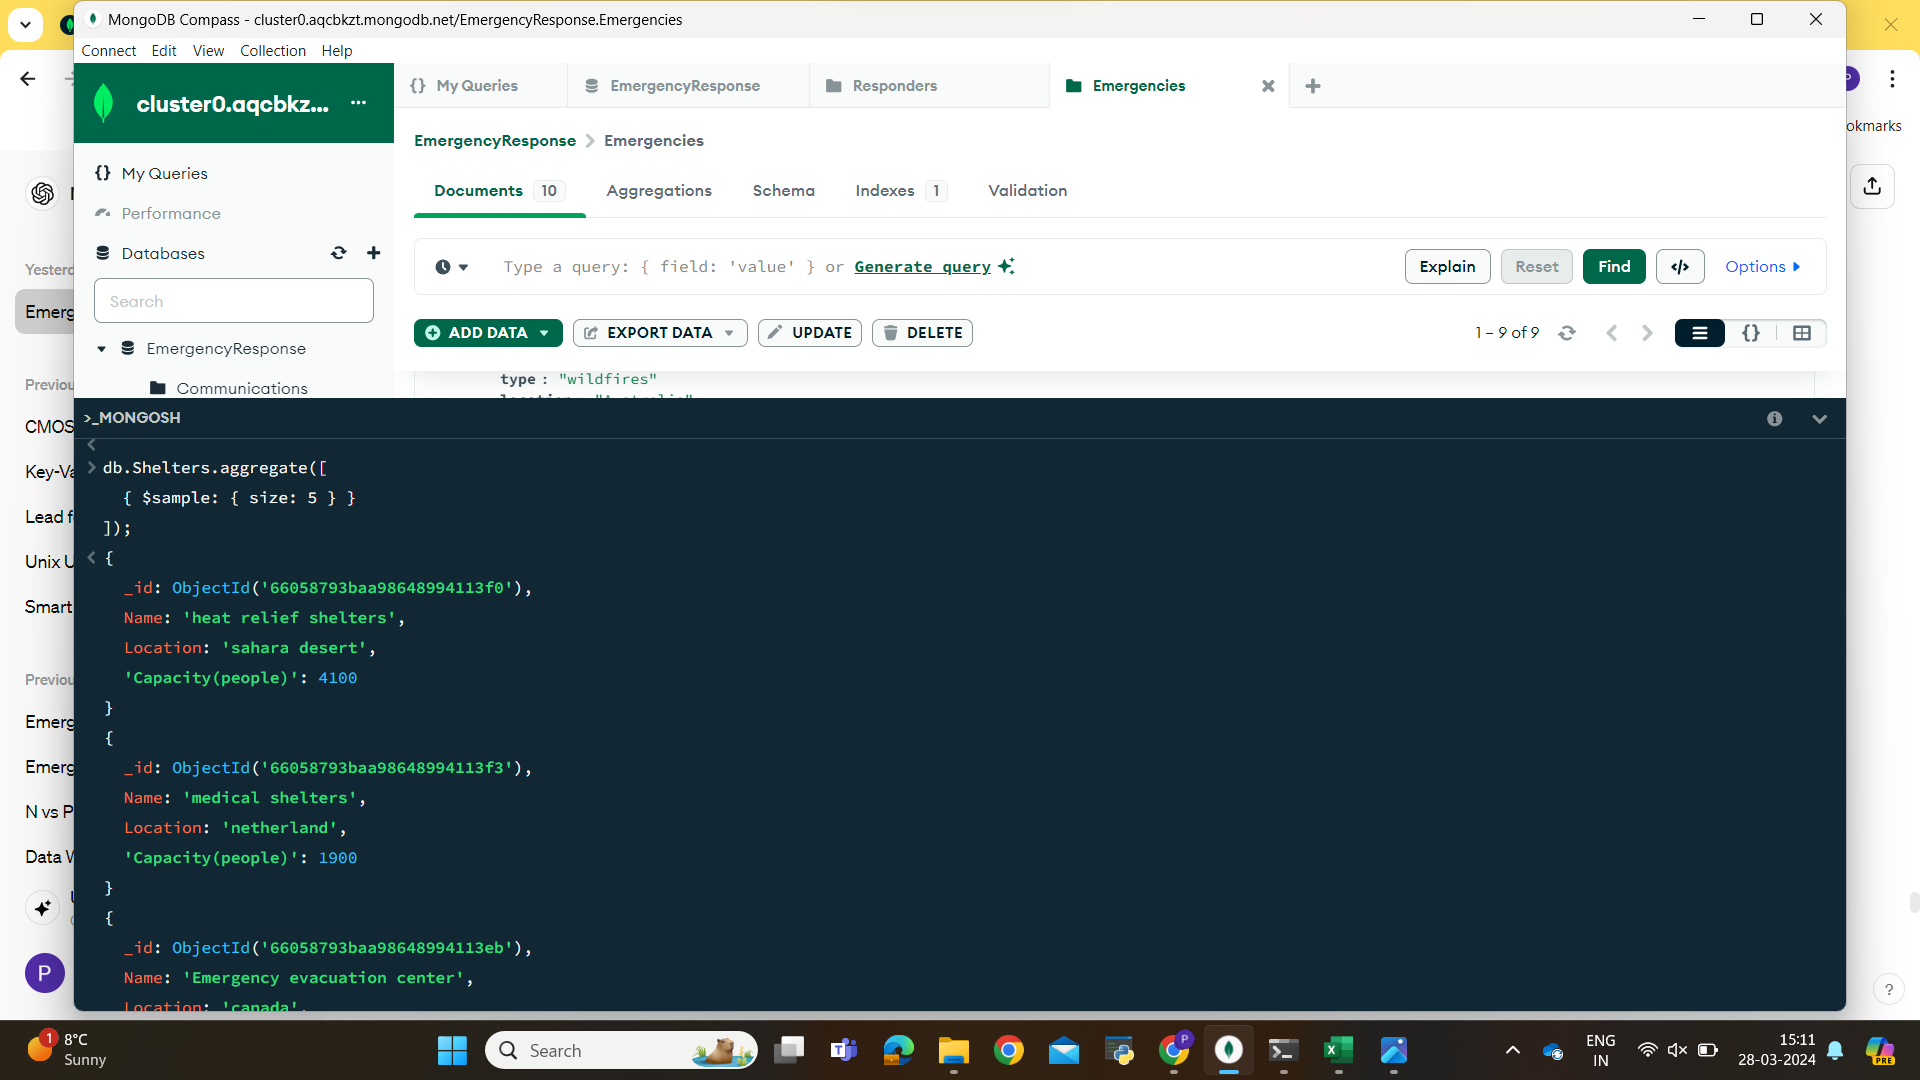 MongoDB Compass - cluster0.aqcbkzt.mongodb.net/EmergencyResponse.Emergencies
Connect Edit View Collection Help
cluster0.aqcbkz... ...
{} My Queries
EmergencyResponse
Responders
Emergencies
okmarks
EmergencyResponse > Emergencies
My Queries
Documents 10 Aggregations Schema Indexes 1 Validation
Performance
Databases
Yesterd
Type a query: { field: 'value' } or Generate query
Explain Reset Find </> Options
Search
Emerg
ADD DATA EXPORT DATA UPDATE DELETE
1 – 9 of 9
{}
EmergencyResponse
Previou
Communications
type : "wildfires"
location : "Australia"
>_MONGOSH
CMOS
db.Shelters.aggregate([
Key-Va
{ $sample: { size: 5 } }
Lead f
]);
Unix U
{
_id: ObjectId('66058793baa98648994113f0'),
Smart
Name: 'heat relief shelters',
Location: 'sahara desert',
Previou
'Capacity(people)': 4100
}
Emerg
{
Emerg
_id: ObjectId('66058793baa98648994113f3'),
Name: 'medical shelters',
N vs P
Location: 'netherland',
Data W
'Capacity(people)': 1900
}
{
_id: ObjectId('66058793baa98648994113eb'),
P
Name: 'Emergency evacuation center',
Location: 'canada',
?
1
8°C
Sunny
Search
P
ENG
IN
15:11
28-03-2024
PRE